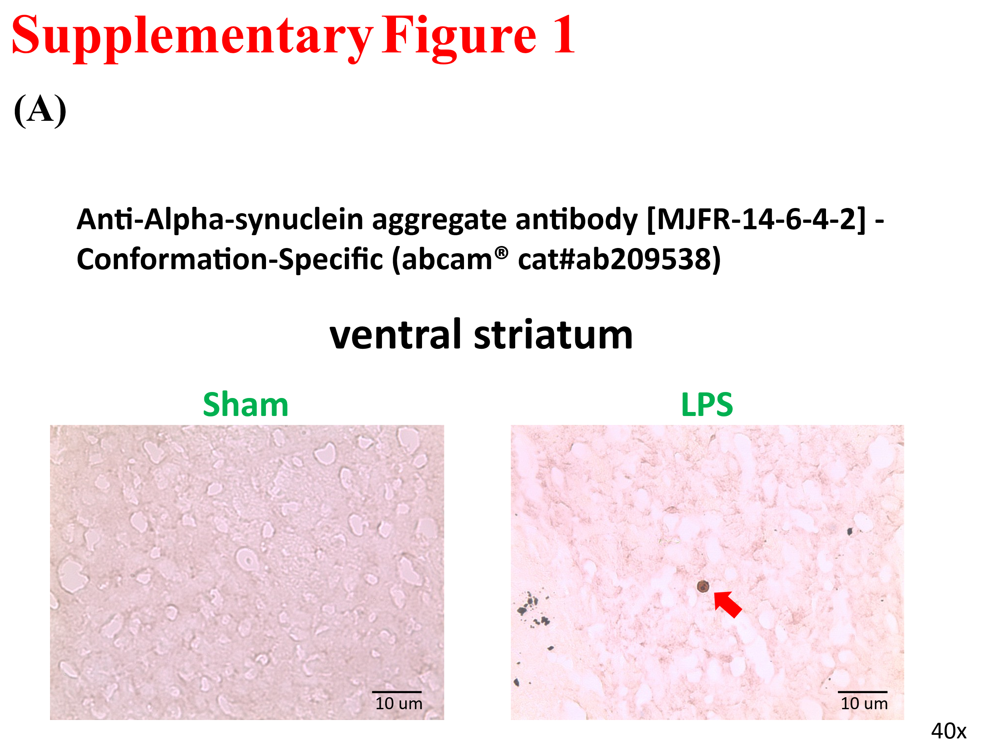 Supplementary Figure 1
(A)
Anti-Alpha-synuclein aggregate antibody [MJFR-14-6-4-2] -
Conformation-Specific (abcam® cat#ab209538)
ventral striatum
Sham
LPS
10 um
10 um
40x